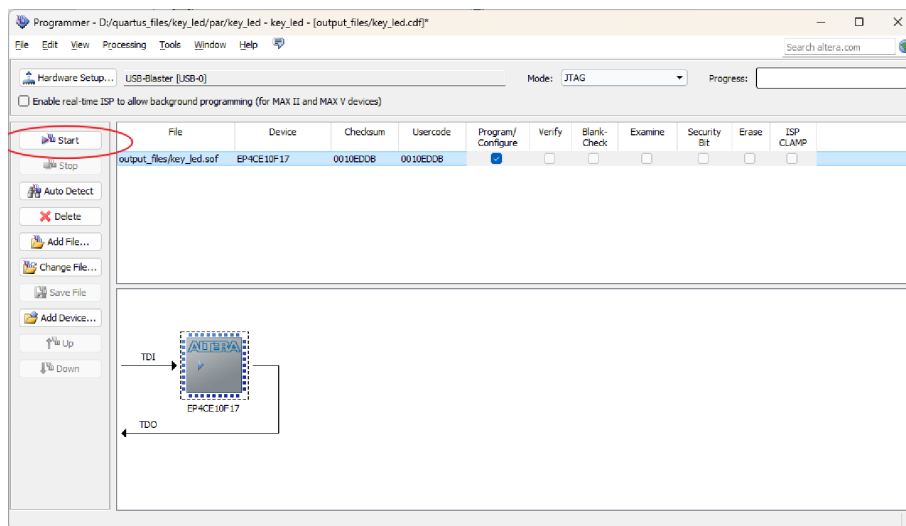 Programmer - D:/quartus_files/key_led/par/key_led - key_led - [output_files/key_led.cdf]*
File Edit View Processing Tools Window Help
Search altera.com
Hardware Setup... USB-Blaster [USB-0] Mode: JTAG Progress:
Enable real-time ISP to allow background programming (for MAX II and MAX V devices)
Start
Stop
Auto Detect
Delete
Add File...
Change File...
Save File
Add Device...
Up
Down
File Device Checksum Usercode Program/ Verify Blank- Examine Security Erase ISP
Configure Check Bit CLAMP
output_files/key_led.sof EP4CE10F17 0010EDDB 0010EDDB
ALTERA
TDI
EP4CE10F17
TDO